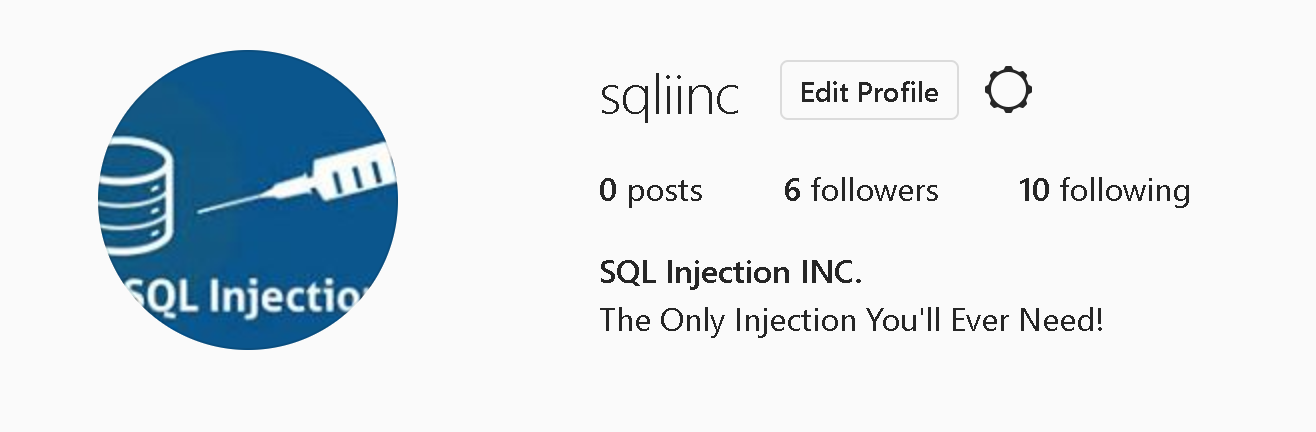 sqliinc Edit Profile
0 posts 6 followers 10 following
SQL Injection INC.
The Only Injection You'll Ever Need!
SQL Injectio